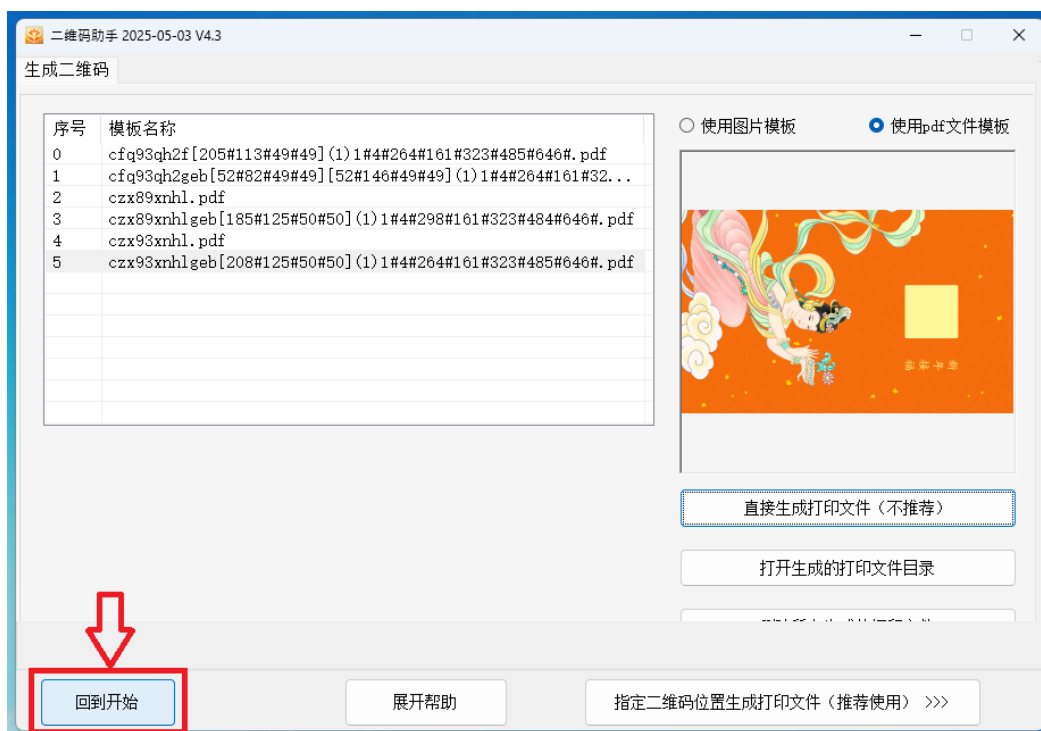 二维码助手 2025-05-03 V4.3
生成二维码
序号 模板名称
0 cfq93qh2f[205#113#49#49](1)1#4#264#161#323#485#646#.pdf
1 cfq93qh2geb[52#82#49#49][52#146#49#49](1)1#4#264#161#32...
2 czx89xnhl.pdf
3 czx89xnhlgeb[185#125#50#50](1)1#4#298#161#323#484#646#.pdf
4 czx93xnhl.pdf
5 czx93xnhlgeb[208#125#50#50](1)1#4#264#161#323#485#646#.pdf
使用图片模板
使用pdf文件模板
直接生成打印文件（不推荐）
打开生成的打印文件目录
回到开始
展开帮助
指定二维码位置生成打印文件（推荐使用） >>>